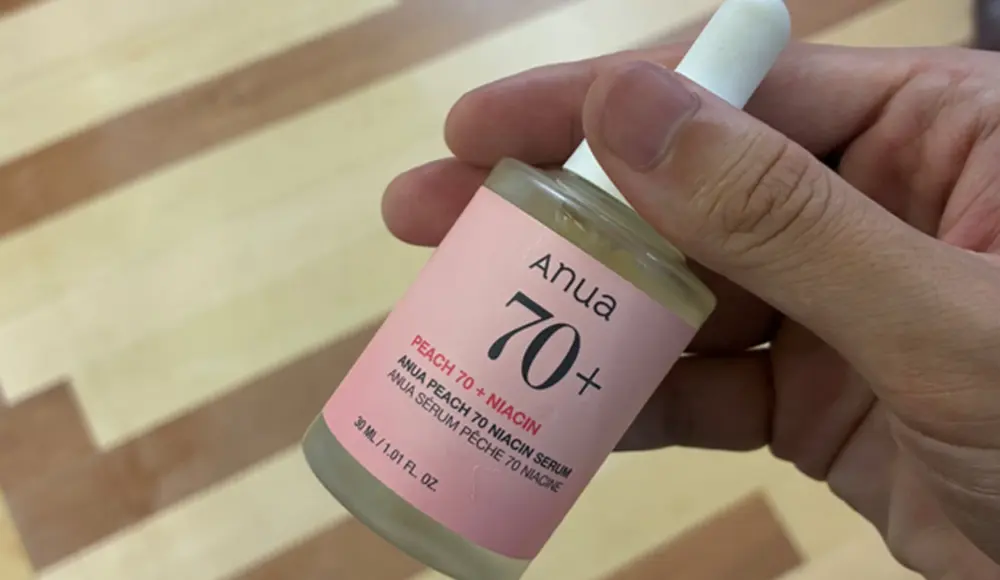 Anua
70+
PEACH 70 + NIACIN
ANUA PEACH 70 NIACIN SERUM
ANUA SÉRUM PÊCHE 70 NIACINE
30 ML / 1.01 FL. OZ.